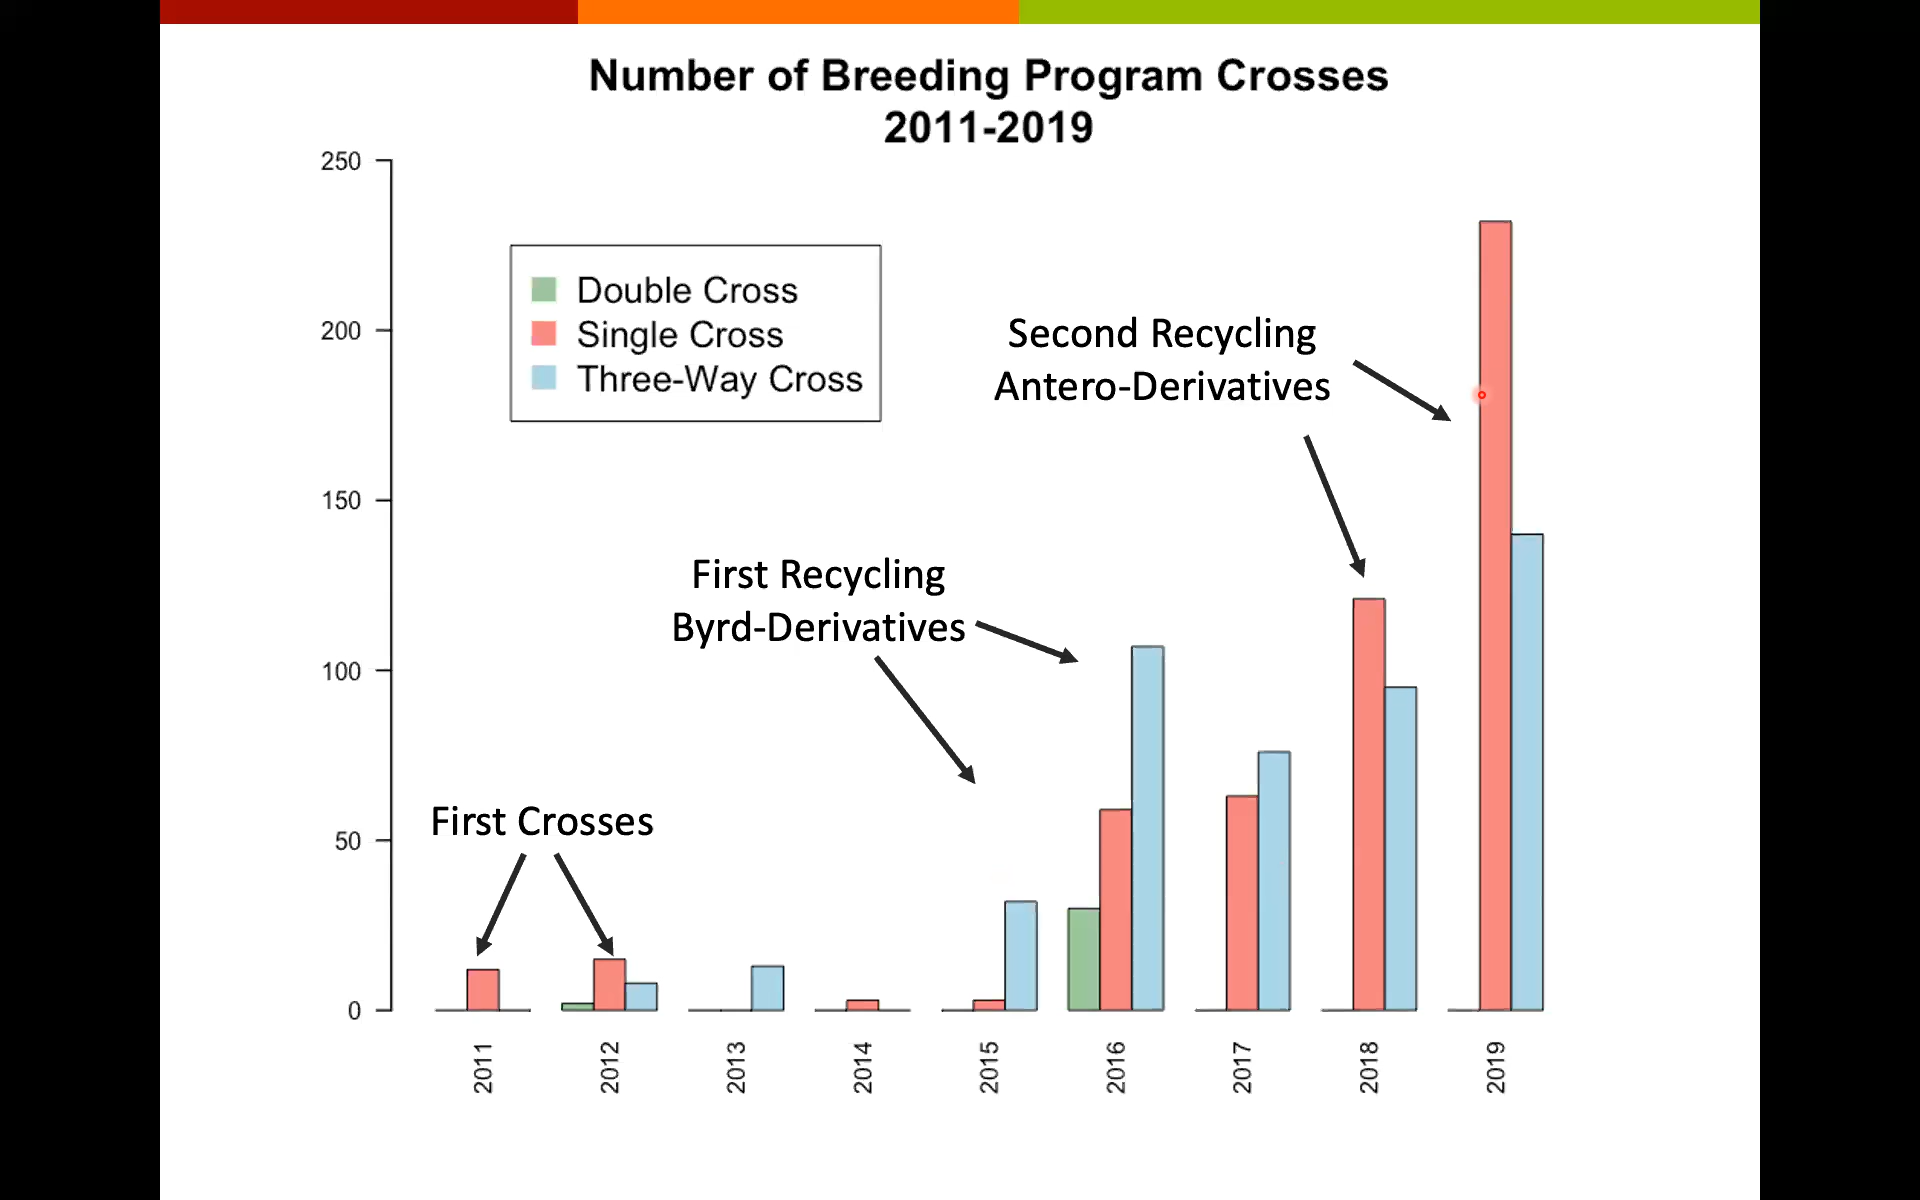 Number of Breeding Program Crosses
2011-2019
250
200
150
100
50
0
Double Cross
Single Cross
Three-Way Cross
Second Recycling
Antero-Derivatives
First Recycling
Byrd-Derivatives
First Crosses
2011
2012
2013
2014
2015
2016
2017
2018
2019